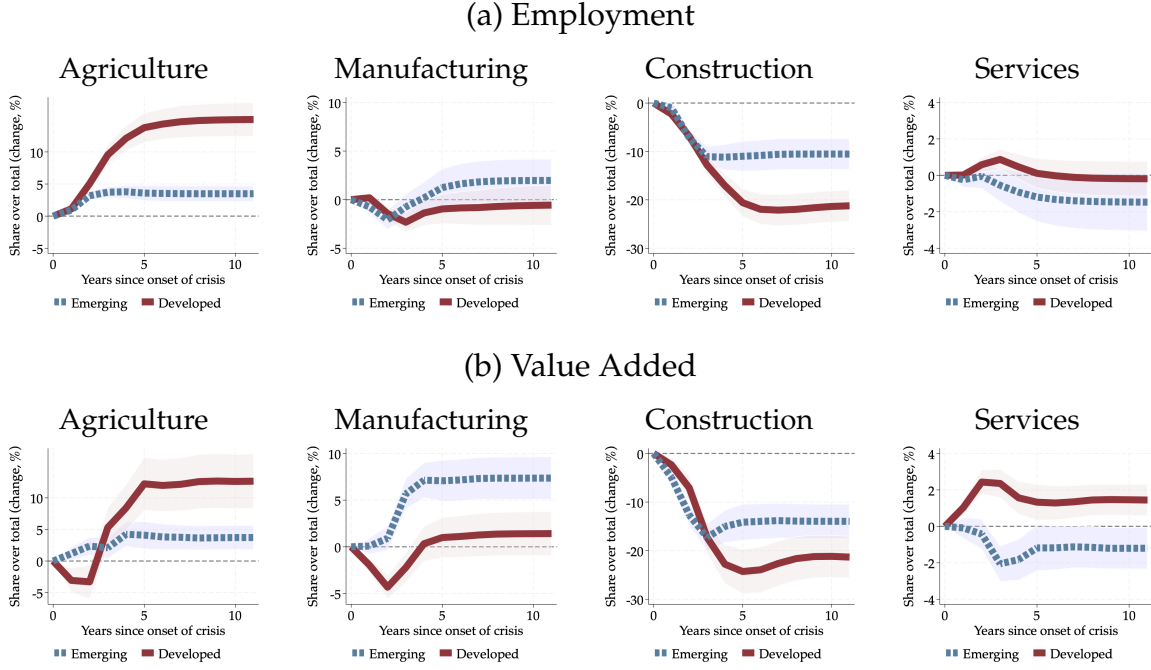 (a) Employment
Agriculture
Share over total (change, %)
10
5
0
-5
0 5 10
Years since onset of crisis
Emerging Developed
Manufacturing
Share over total (change, %)
10
5
0
-5
0 5 10
Years since onset of crisis
Emerging Developed
Construction
Share over total (change, %)
0
-10
-20
-30
0 5 10
Years since onset of crisis
Emerging Developed
Services
Share over total (change, %)
4
2
0
-2
-4
0 5 10
Years since onset of crisis
Emerging Developed
(b) Value Added
Agriculture
Share over total (change, %)
10
5
0
-5
0 5 10
Years since onset of crisis
Emerging Developed
Manufacturing
Share over total (change, %)
10
5
0
-5
0 5 10
Years since onset of crisis
Emerging Developed
Construction
Share over total (change, %)
0
-10
-20
-30
0 5 10
Years since onset of crisis
Emerging Developed
Services
Share over total (change, %)
4
2
0
-2
-4
0 5 10
Years since onset of crisis
Emerging Developed